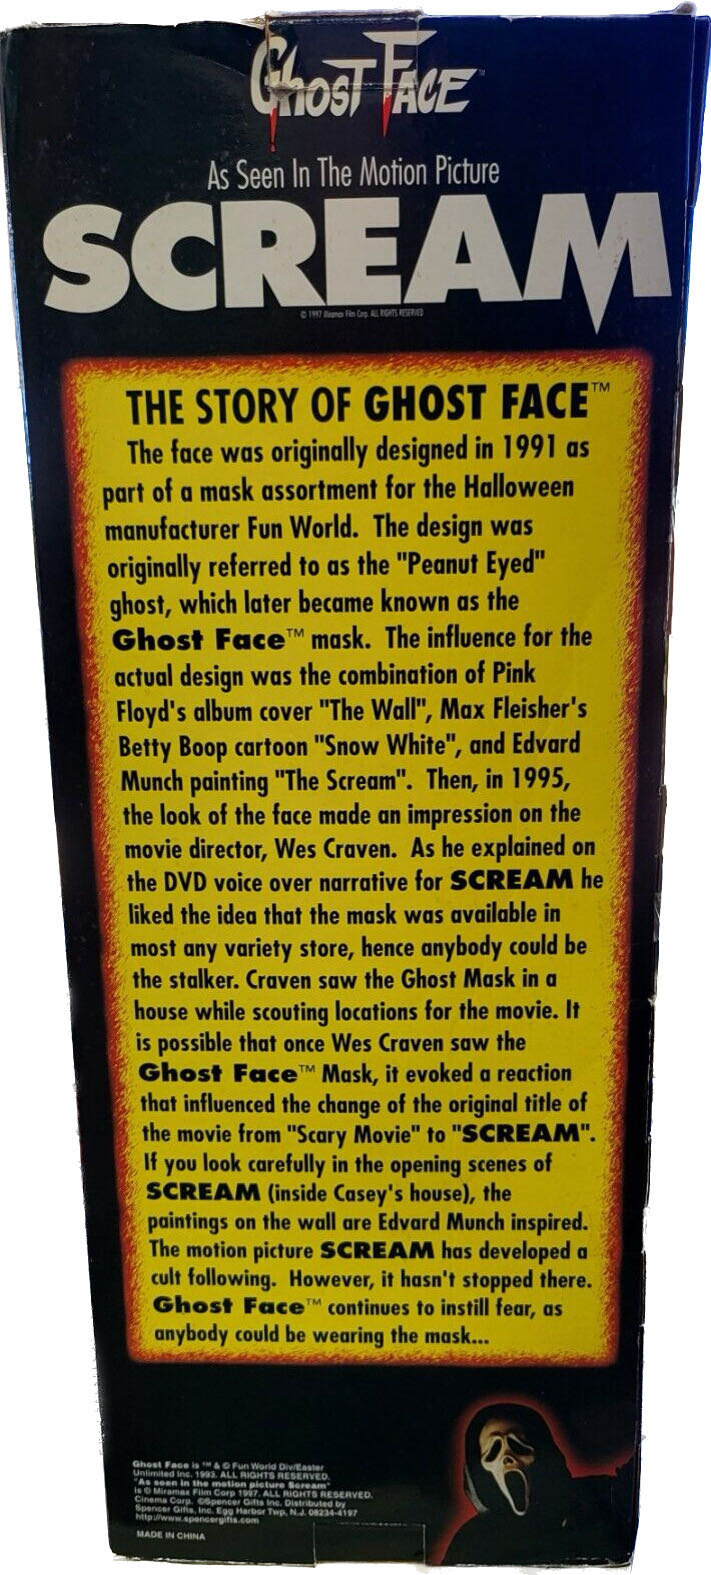 Ghost Face™
As Seen In The Motion Picture
SCREAM
© 1997 Miramax Film Corp. ALL RIGHTS RESERVED
THE STORY OF GHOST FACE™
The face was originally designed in 1991 as
part of a mask assortment for the Halloween
manufacturer Fun World. The design was
originally referred to as the "Peanut Eyed"
ghost, which later became known as the
Ghost Face™ mask. The influence for the
actual design was the combination of Pink
Floyd's album cover "The Wall", Max Fleisher's
Betty Boop cartoon "Snow White", and Edvard
Munch painting "The Scream". Then, in 1995,
the look of the face made an impression on the
movie director, Wes Craven. As he explained on
the DVD voice over narrative for SCREAM he
liked the idea that the mask was available in
most any variety store, hence anybody could be
the stalker. Craven saw the Ghost Mask in a
house while scouting locations for the movie. It
is possible that once Wes Craven saw the
Ghost Face™ Mask, it evoked a reaction
that influenced the change of the original title of
the movie from "Scary Movie" to "SCREAM".
If you look carefully in the opening scenes of
SCREAM (inside Casey's house), the
paintings on the wall are Edvard Munch inspired.
The motion picture SCREAM has developed a
cult following. However, it hasn't stopped there.
Ghost Face™ continues to instill fear, as
anybody could be wearing the mask...
Ghost Face is ™ & © Fun World Div/Easter
Unlimited Inc. 1993. ALL RIGHTS RESERVED.
"As seen in the motion picture Scream"
is © Miramax Film Corp 1997. ALL RIGHTS RESERVED.
Cinema Corp. ©Spencer Gifts Inc. Distributed by
Spencer Gifts, Inc. Egg Harbor Twp, N.J. 08234-4197
http://www.spencergifts.com
MADE IN CHINA